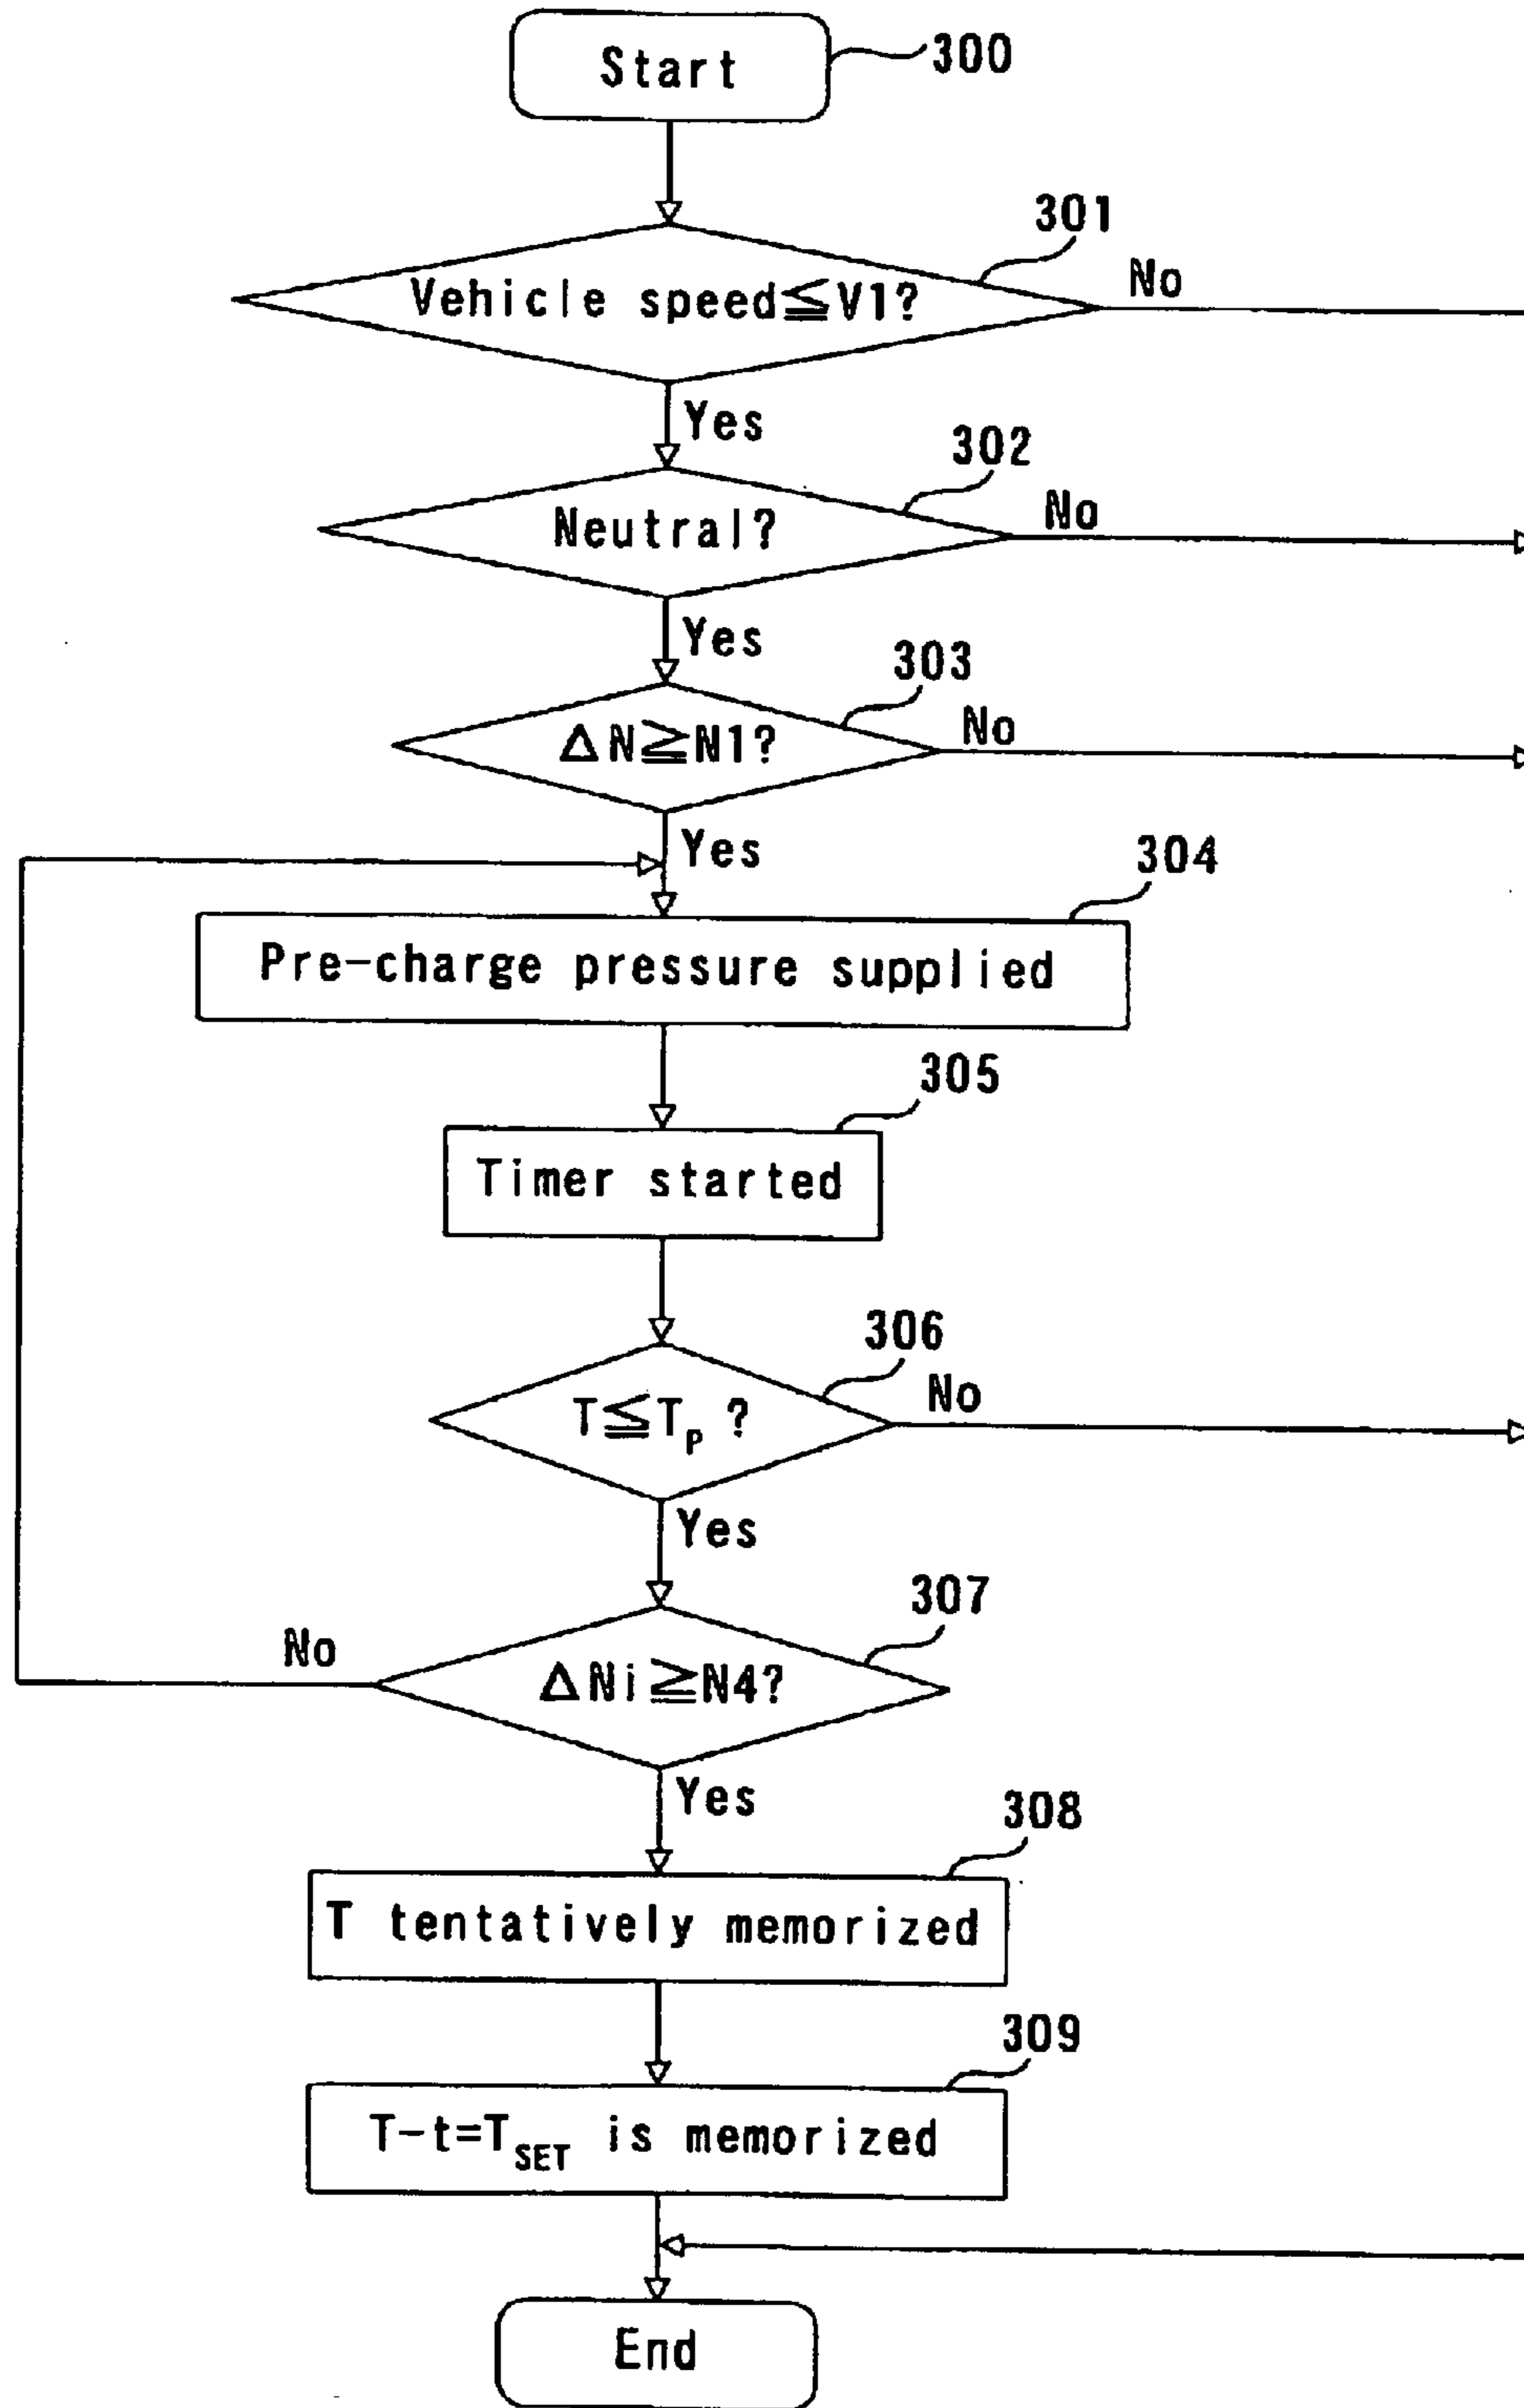 Start
300
301
Vehicle speed≦V1?
No
Yes
302
Neutral?
No
Yes
303
ΔN≧N1?
No
Yes
304
Pre-charge pressure supplied
305
Timer started
306
T≦TP ?
No
Yes
307
ΔNi≧N4?
No
Yes
308
T tentatively memorized
309
T-t=TSET is memorized
End